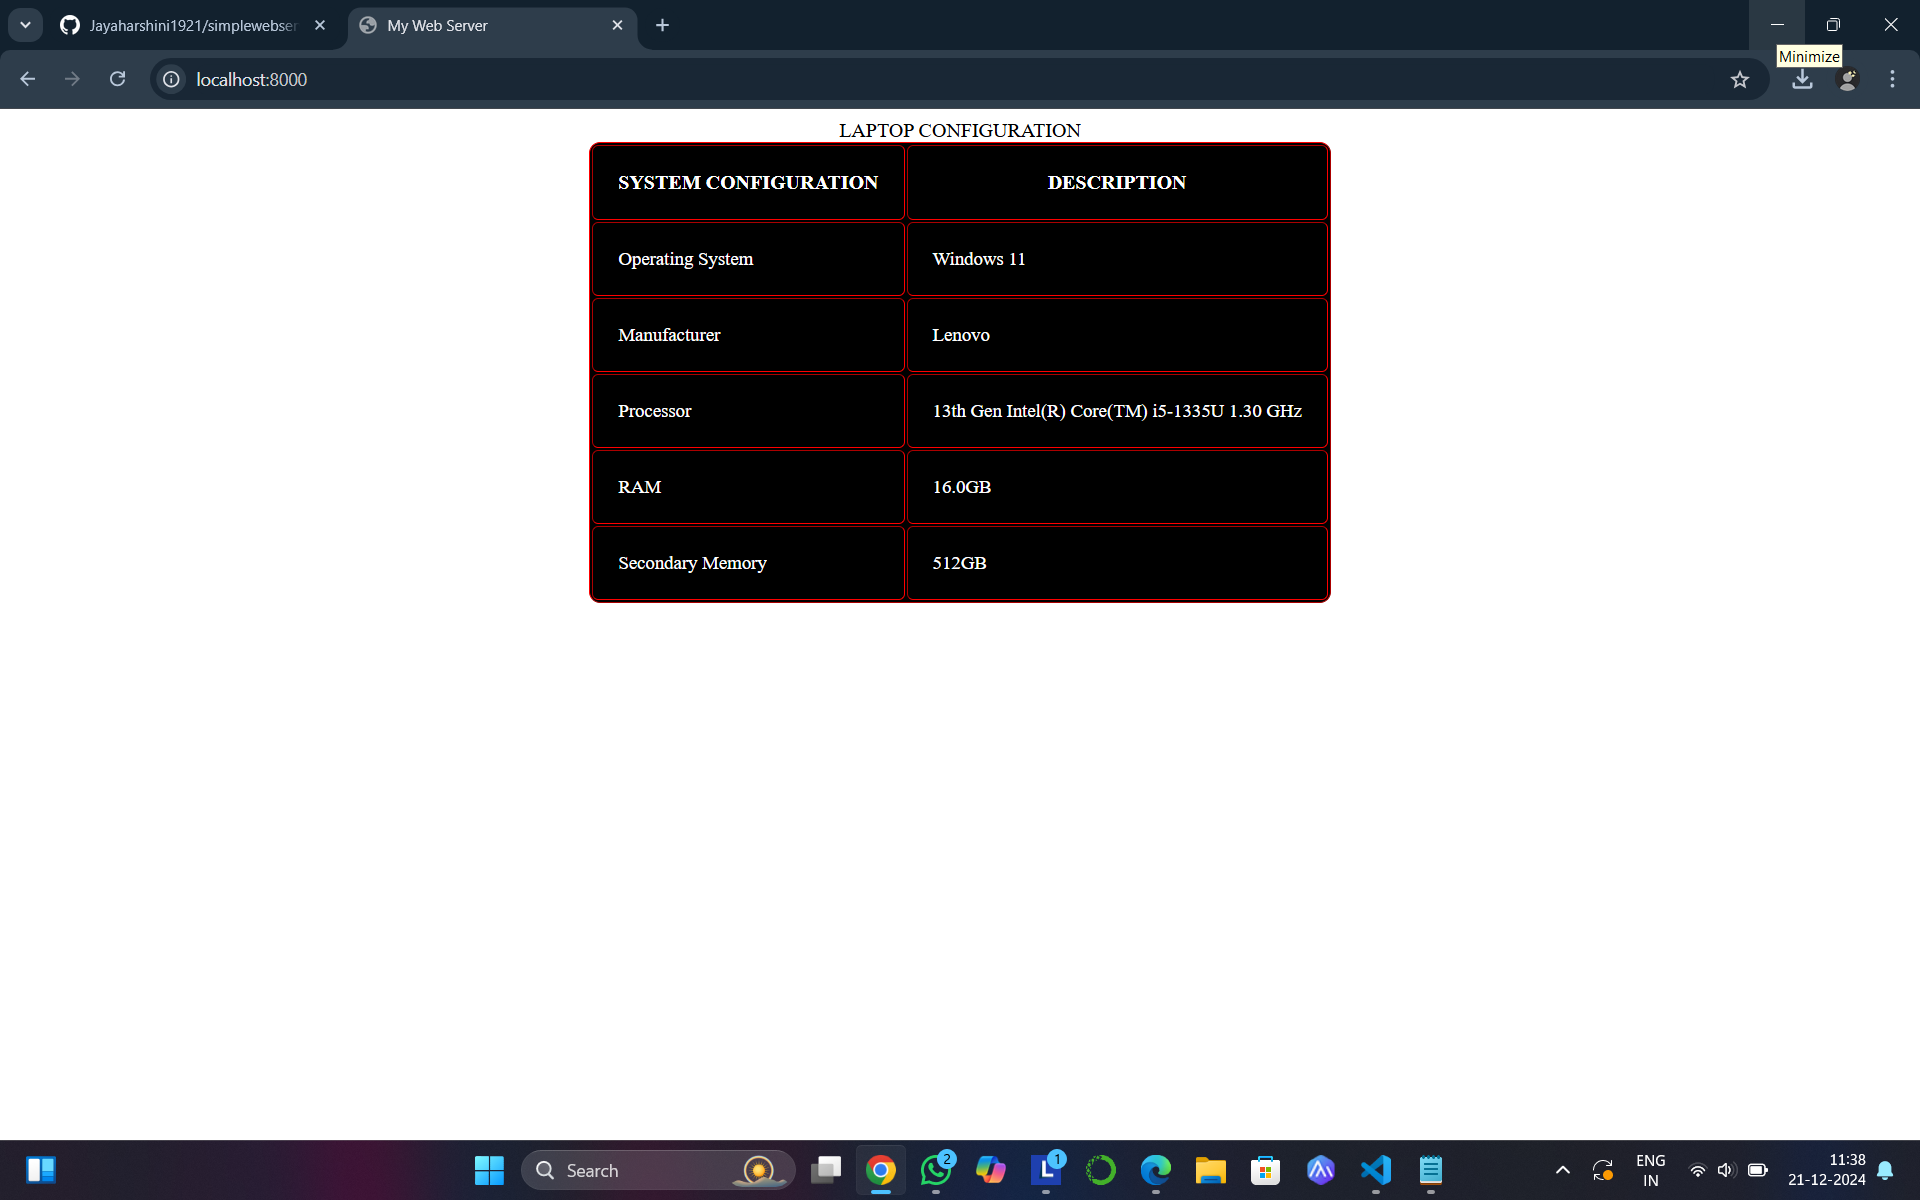 Jayaharshini1921/simplewebser
My Web Server
Minimize
localhost:8000
LAPTOP CONFIGURATION
SYSTEM CONFIGURATION DESCRIPTION
Operating System Windows 11
Manufacturer Lenovo
Processor 13th Gen Intel(R) Core(TM) i5-1335U 1.30 GHz
RAM 16.0GB
Secondary Memory 512GB
Search
2
L 1
ENG
IN
11:38
21-12-2024